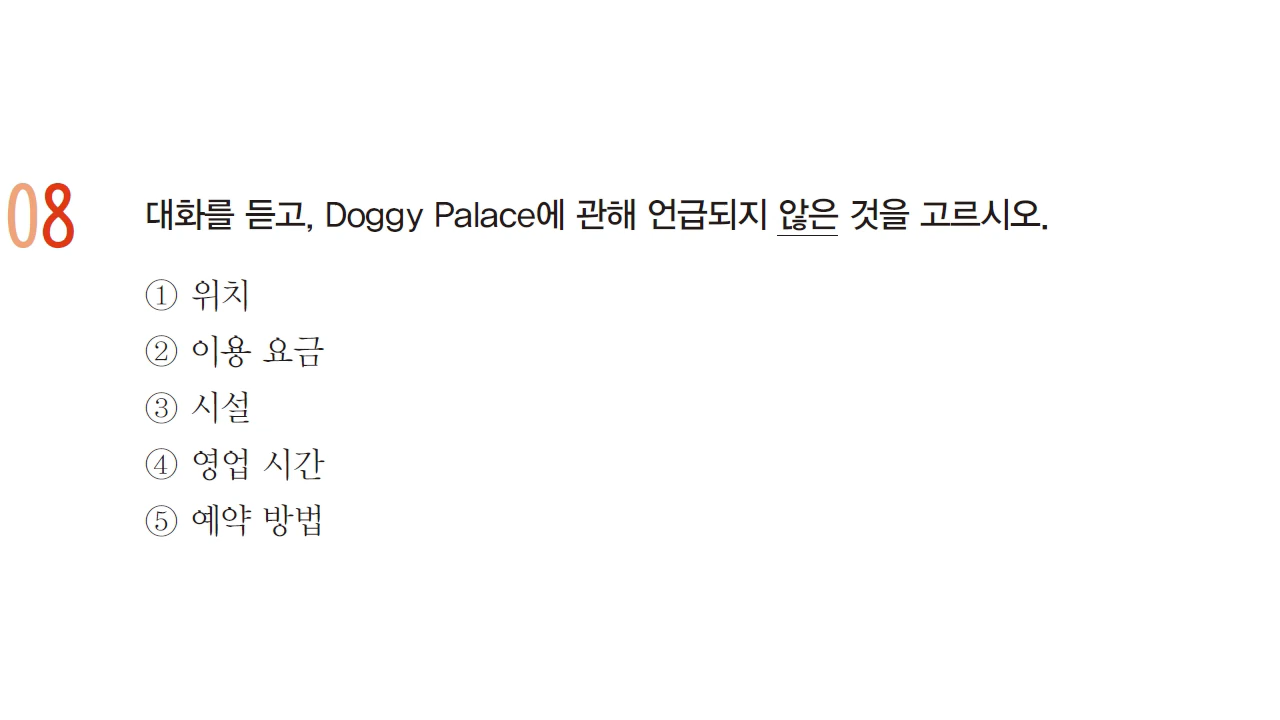 08 대화를 듣고, Doggy Palace에 관해 언급되지 않은 것을 고르시오.
① 위치
② 이용 요금
③ 시설
④ 영업 시간
⑤ 예약 방법